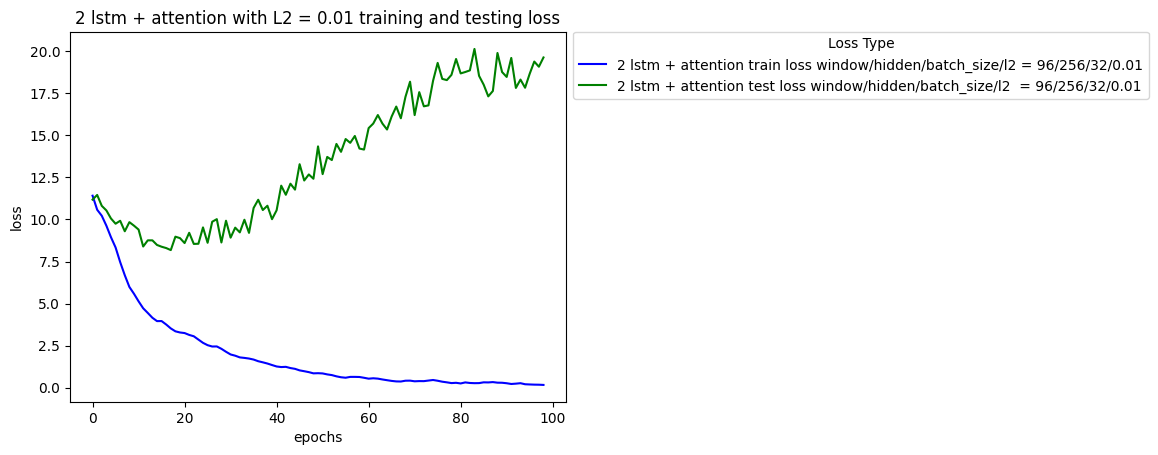 2 lstm + attention with L2 = 0.01 training and testing loss
Loss Type
2 lstm + attention train loss window/hidden/batch_size/l2 = 96/256/32/0.01
2 lstm + attention test loss window/hidden/batch_size/l2  = 96/256/32/0.01
20.0
17.5
15.0
12.5
10.0
7.5
5.0
2.5
0.0
loss
0 20 40 60 80 100
epochs